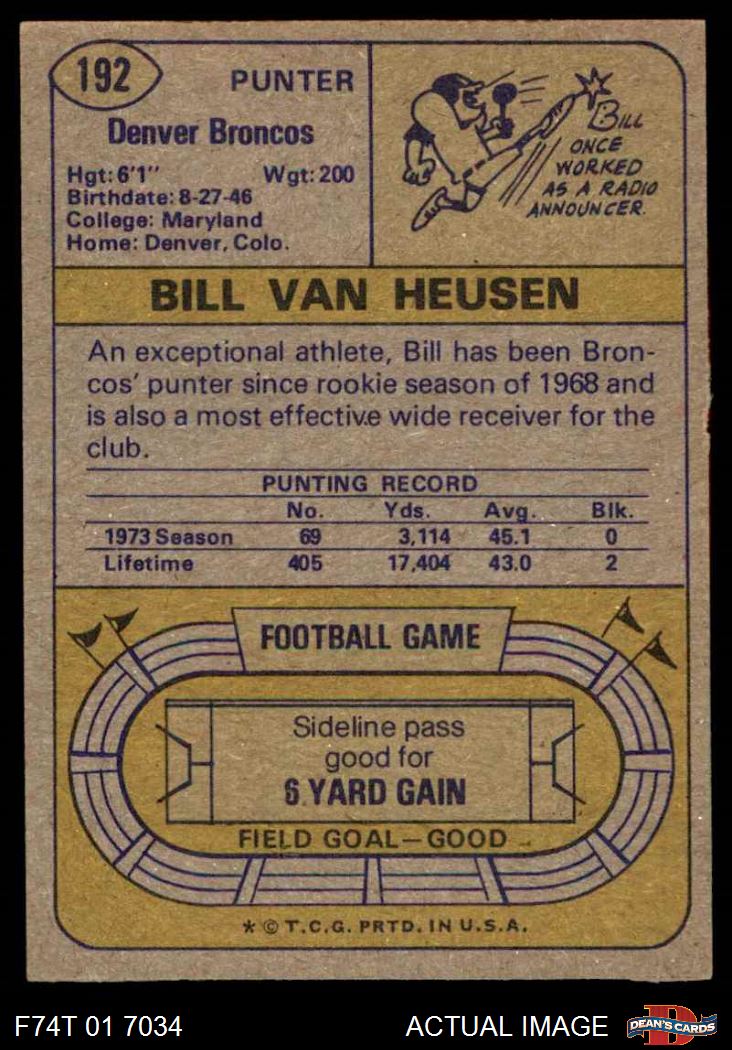 192
PUNTER
Denver Broncos
Hgt: 6'1" Wgt: 200
Birthdate: 8-27-46
College: Maryland
Home: Denver, Colo.
BILL
ONCE
WORKED
AS A RADIO
ANNOUNCER.
BILL VAN HEUSEN
An exceptional athlete, Bill has been Bron-
cos' punter since rookie season of 1968 and
is also a most effective wide receiver for the
club.
PUNTING RECORD
No. Yds. Avg. Blk.
1973 Season 69 3,114 45.1 0
Lifetime 405 17,404 43.0 2
FOOTBALL GAME
Sideline pass
good for
6 YARD GAIN
FIELD GOAL—GOOD
* © T.C.G. PRTD. IN U.S.A.
F74T 01 7034 ACTUAL IMAGE
D
DEAN'S CARDS